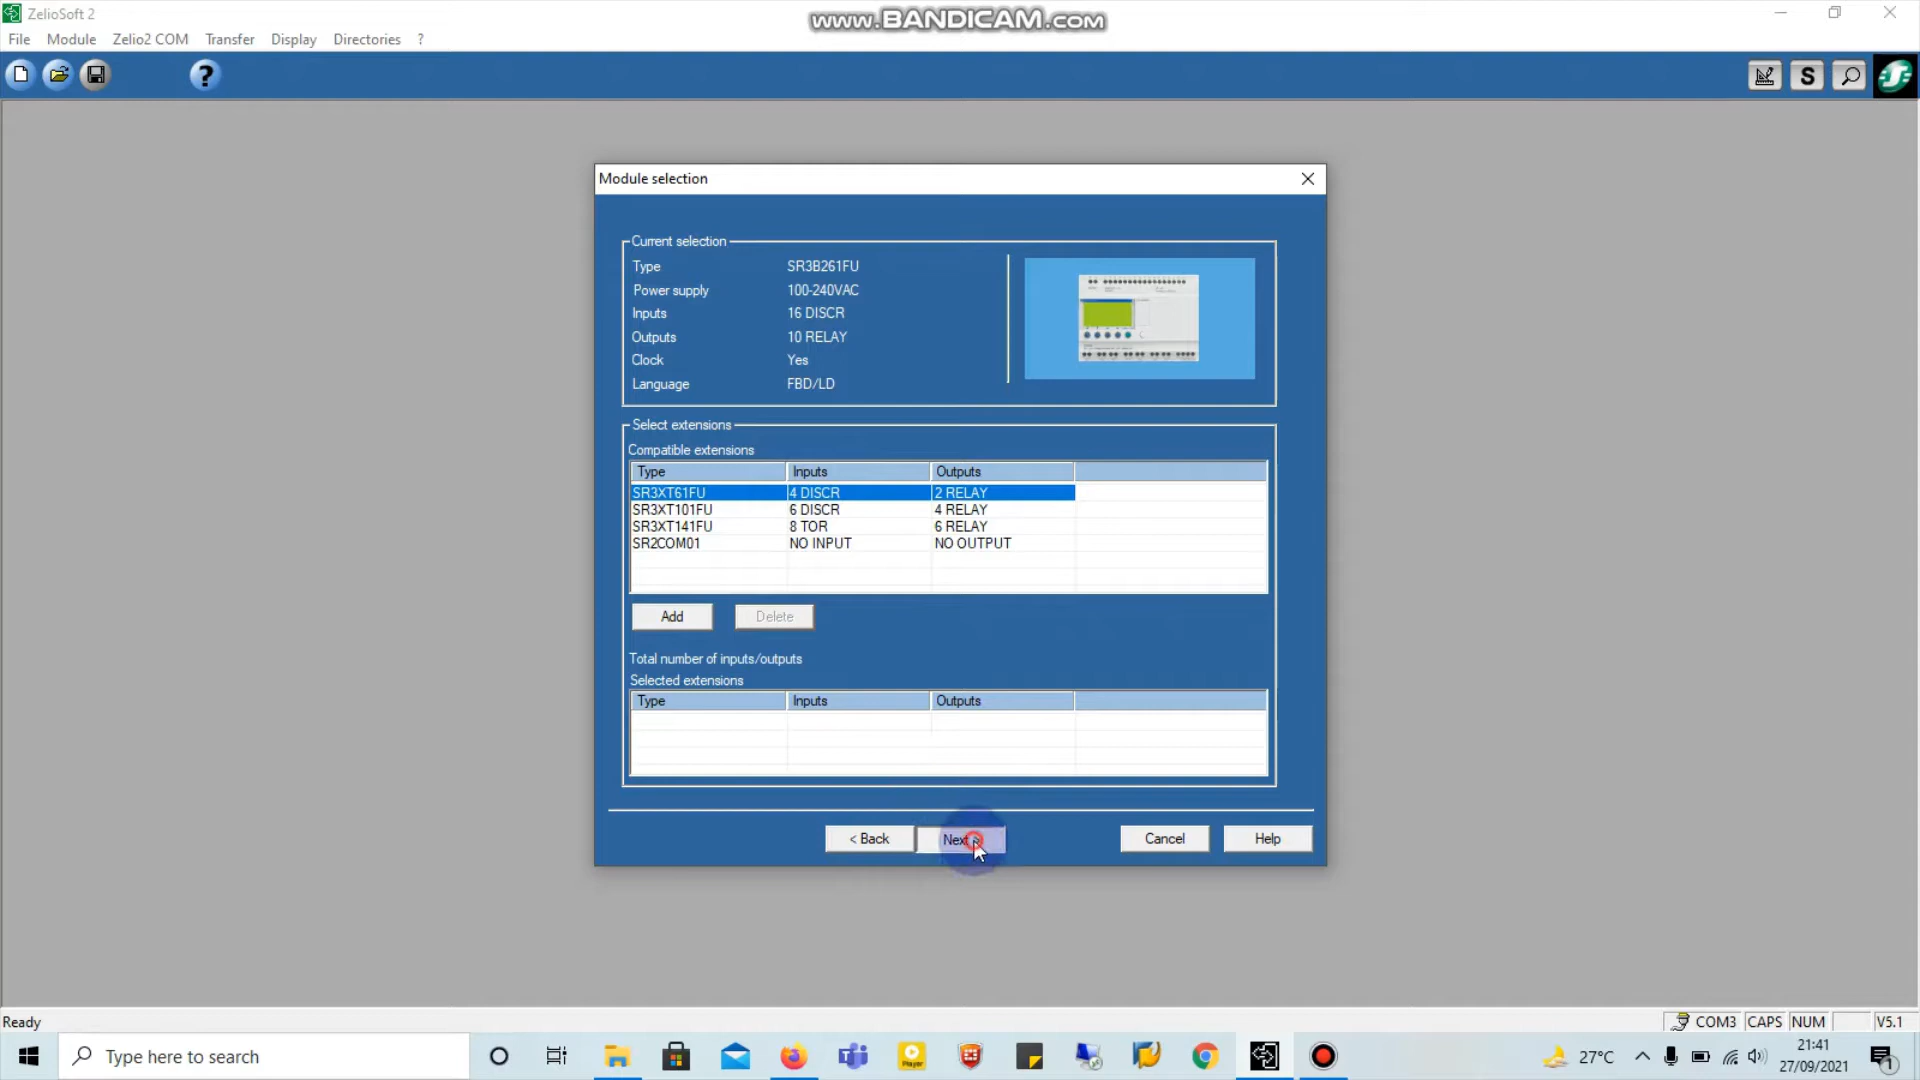 ZelioSoft 2
www.BANDICAM.com
File Module Zelio2 COM Transfer Display Directories ?
?
S
Module selection
Current selection
Type SR3B261FU
Power supply 100-240VAC
Inputs 16 DISCR
Outputs 10 RELAY
Clock Yes
Language FBD/LD
Select extensions
Compatible extensions
Type Inputs Outputs
SR3XT61FU 4 DISCR 2 RELAY
SR3XT101FU 6 DISCR 4 RELAY
SR3XT141FU 8 TOR 6 RELAY
SR2COM01 NO INPUT NO OUTPUT
Add Delete
Total number of inputs/outputs
Selected extensions
Type Inputs Outputs
< Back Next > Cancel Help
Ready COM3 CAPS NUM V5.1
Type here to search
Player
27°C
21:41
27/09/2021
1